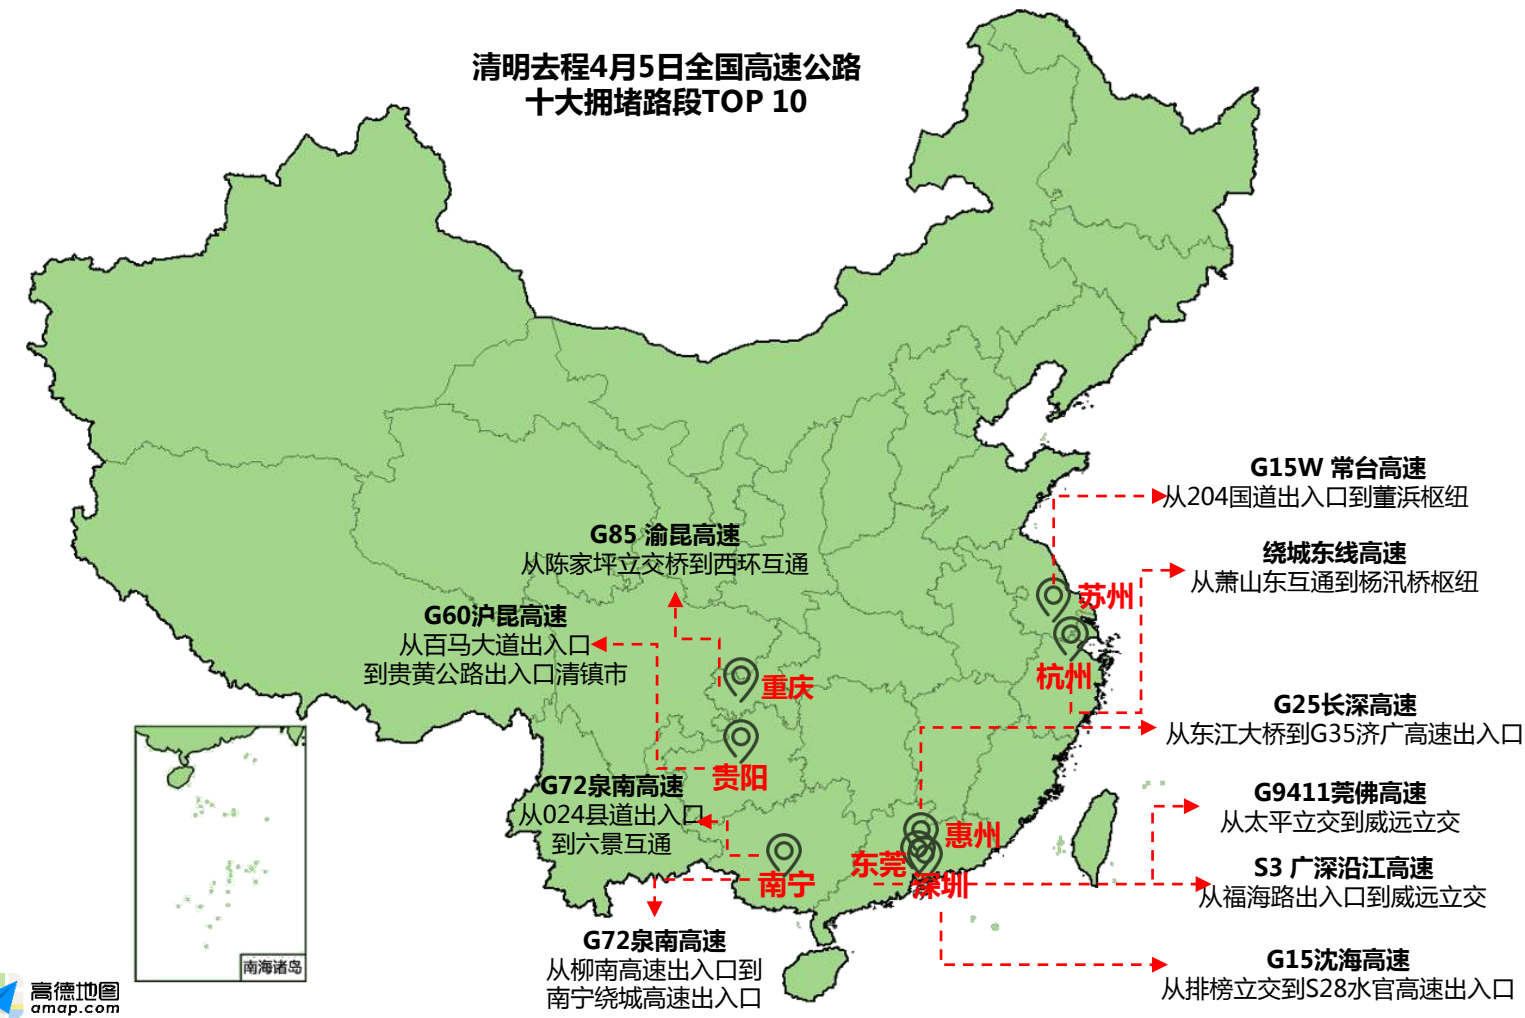 清明去程4月5日全国高速公路
十大拥堵路段TOP 10
G15W 常台高速
从204国道出入口到董浜枢纽
G85 渝昆高速
从陈家坪立交桥到西环互通
绕城东线高速
从萧山东互通到杨汛桥枢纽
苏州
G60沪昆高速
从百马大道出入口
到贵黄公路出入口清镇市
杭州
重庆
G25长深高速
从东江大桥到G35济广高速出入口
贵阳
G72泉南高速
从024县道出入口
到六景互通
G9411莞佛高速
从太平立交到威远立交
惠州
东莞
深圳
南宁
S3 广深沿江高速
从福海路出入口到威远立交
G72泉南高速
从柳南高速出入口到
南宁绕城高速出入口
G15沈海高速
从排榜立交到S28水官高速出入口
南海诸岛
高德地图
amap.com